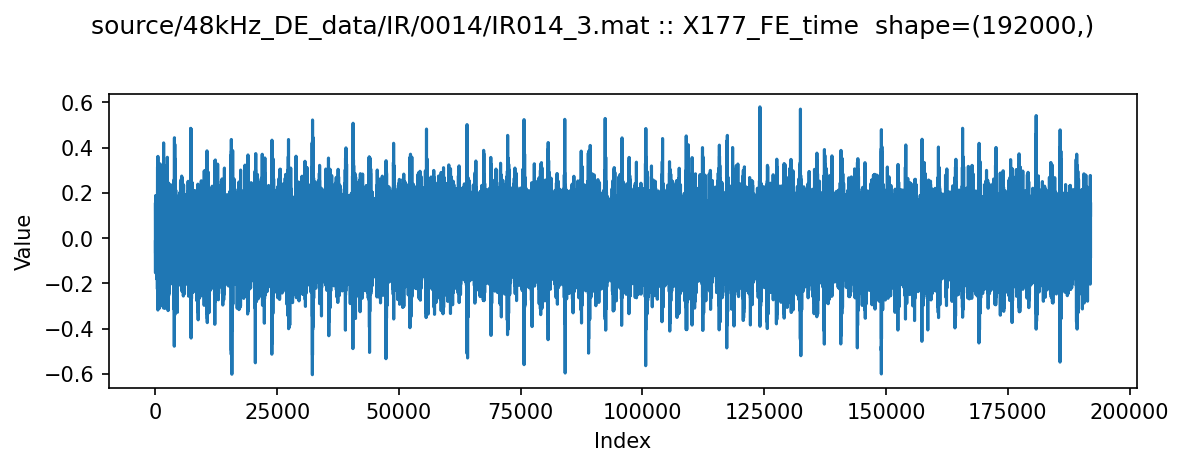 source/48kHz_DE_data/IR/0014/IR014_3.mat :: X177_FE_time  shape=(192000,)
0.6
0.4
0.2
0.0
−0.2
−0.4
−0.6
Value
0 25000 50000 75000 100000 125000 150000 175000 200000
Index